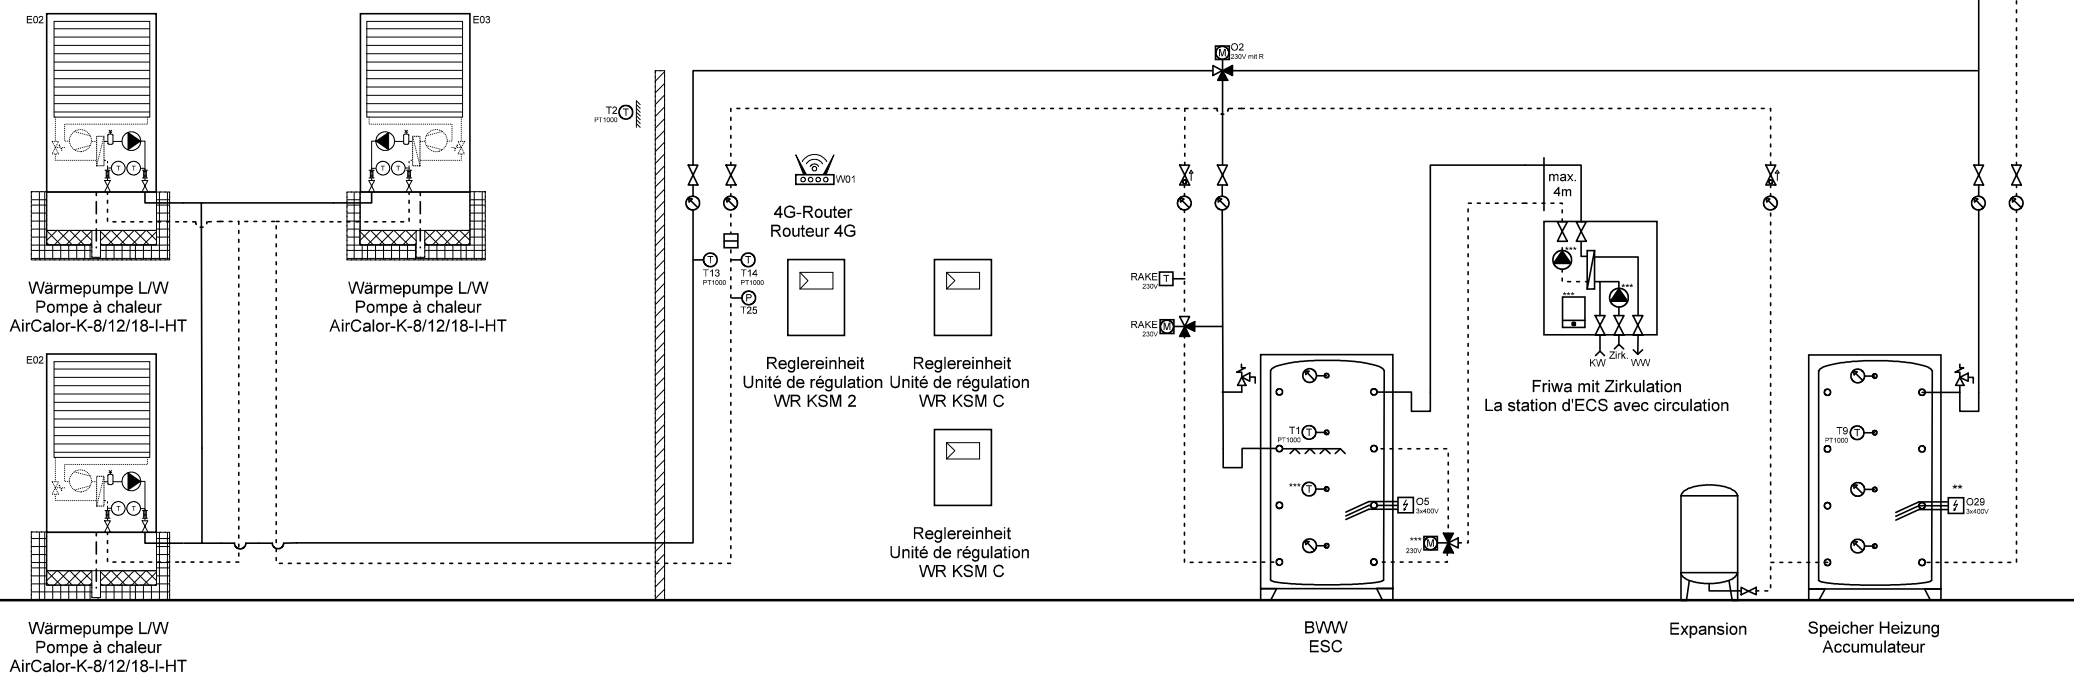 E02
E03
O2
230V mit R
T2
PT1000
T
M
W01
4G-Router
Routeur 4G
max.
4m
T
T
T
T
T13
PT1000
T
T14
PT1000
T
P
T25
RAKE
230V
T
RAKE
230V
M
***
***
***
KW
Zirk.
WW
Wärmepumpe L/W
Pompe à chaleur
AirCalor-K-8/12/18-I-HT
Wärmepumpe L/W
Pompe à chaleur
AirCalor-K-8/12/18-I-HT
Reglereinheit
Unité de régulation
WR KSM 2
Reglereinheit
Unité de régulation
WR KSM C
Friwa mit Zirkulation
La station d'ECS avec circulation
E02
T
T
T1
PT1000
T
***
T
O5
3x400V
***
230V
M
T9
PT1000
T
**
O29
3x400V
Reglereinheit
Unité de régulation
WR KSM C
Wärmepumpe L/W
Pompe à chaleur
AirCalor-K-8/12/18-I-HT
BWW
ESC
Expansion
Speicher Heizung
Accumulateur